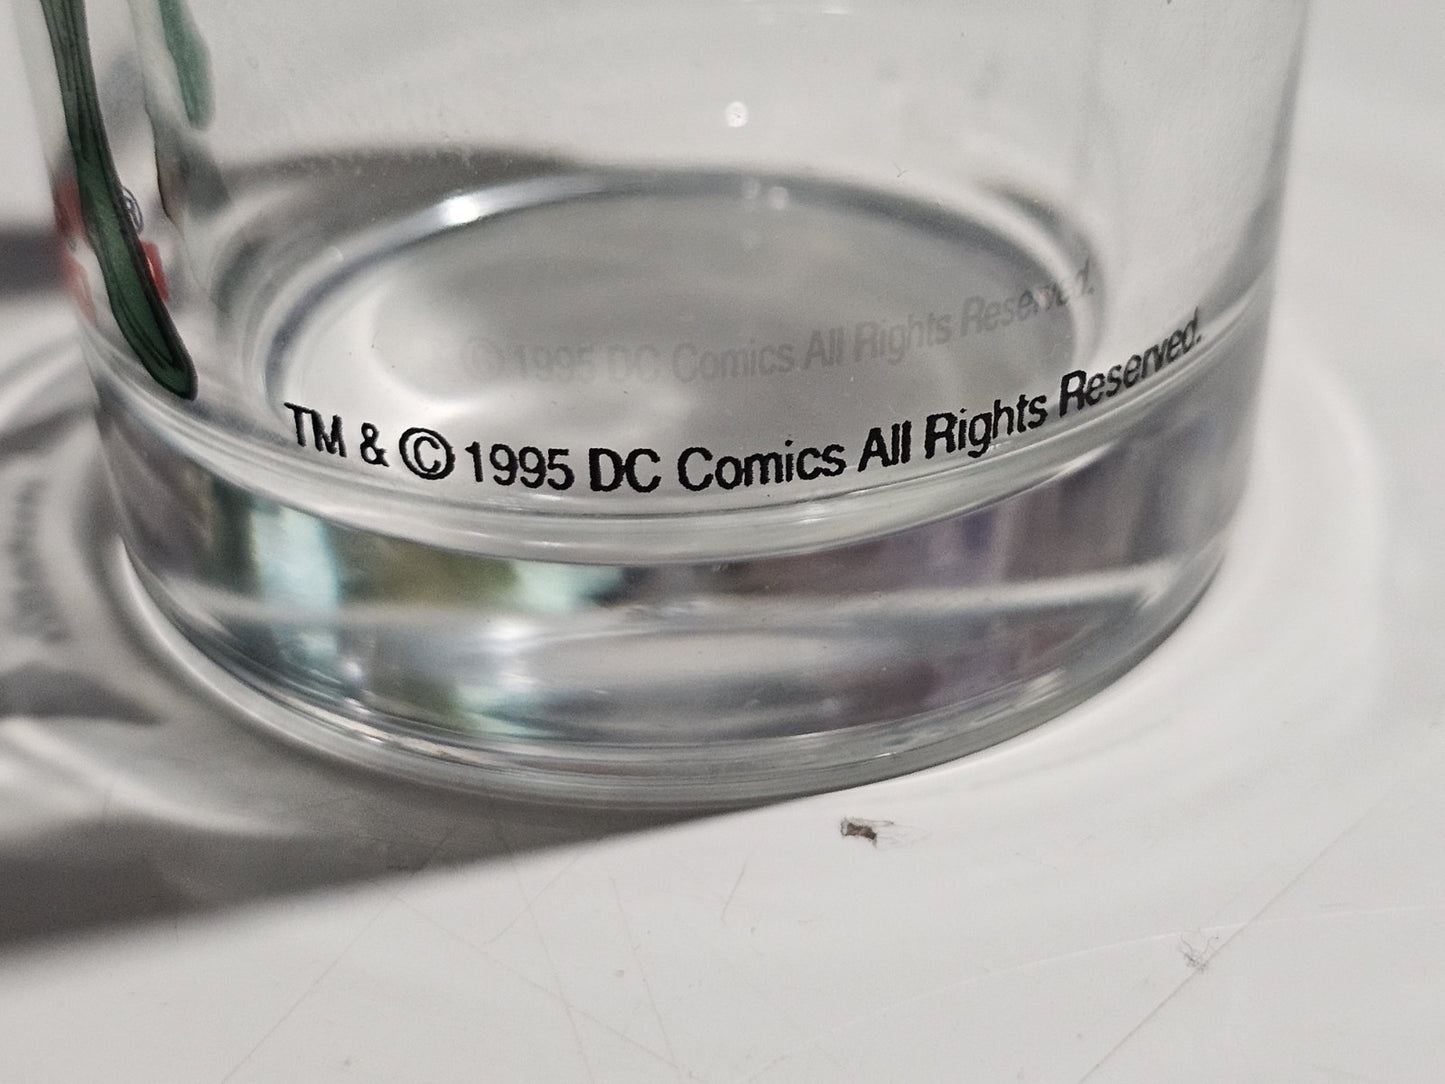 TM & © 1995 DC Comics All Rights Reserved.
®